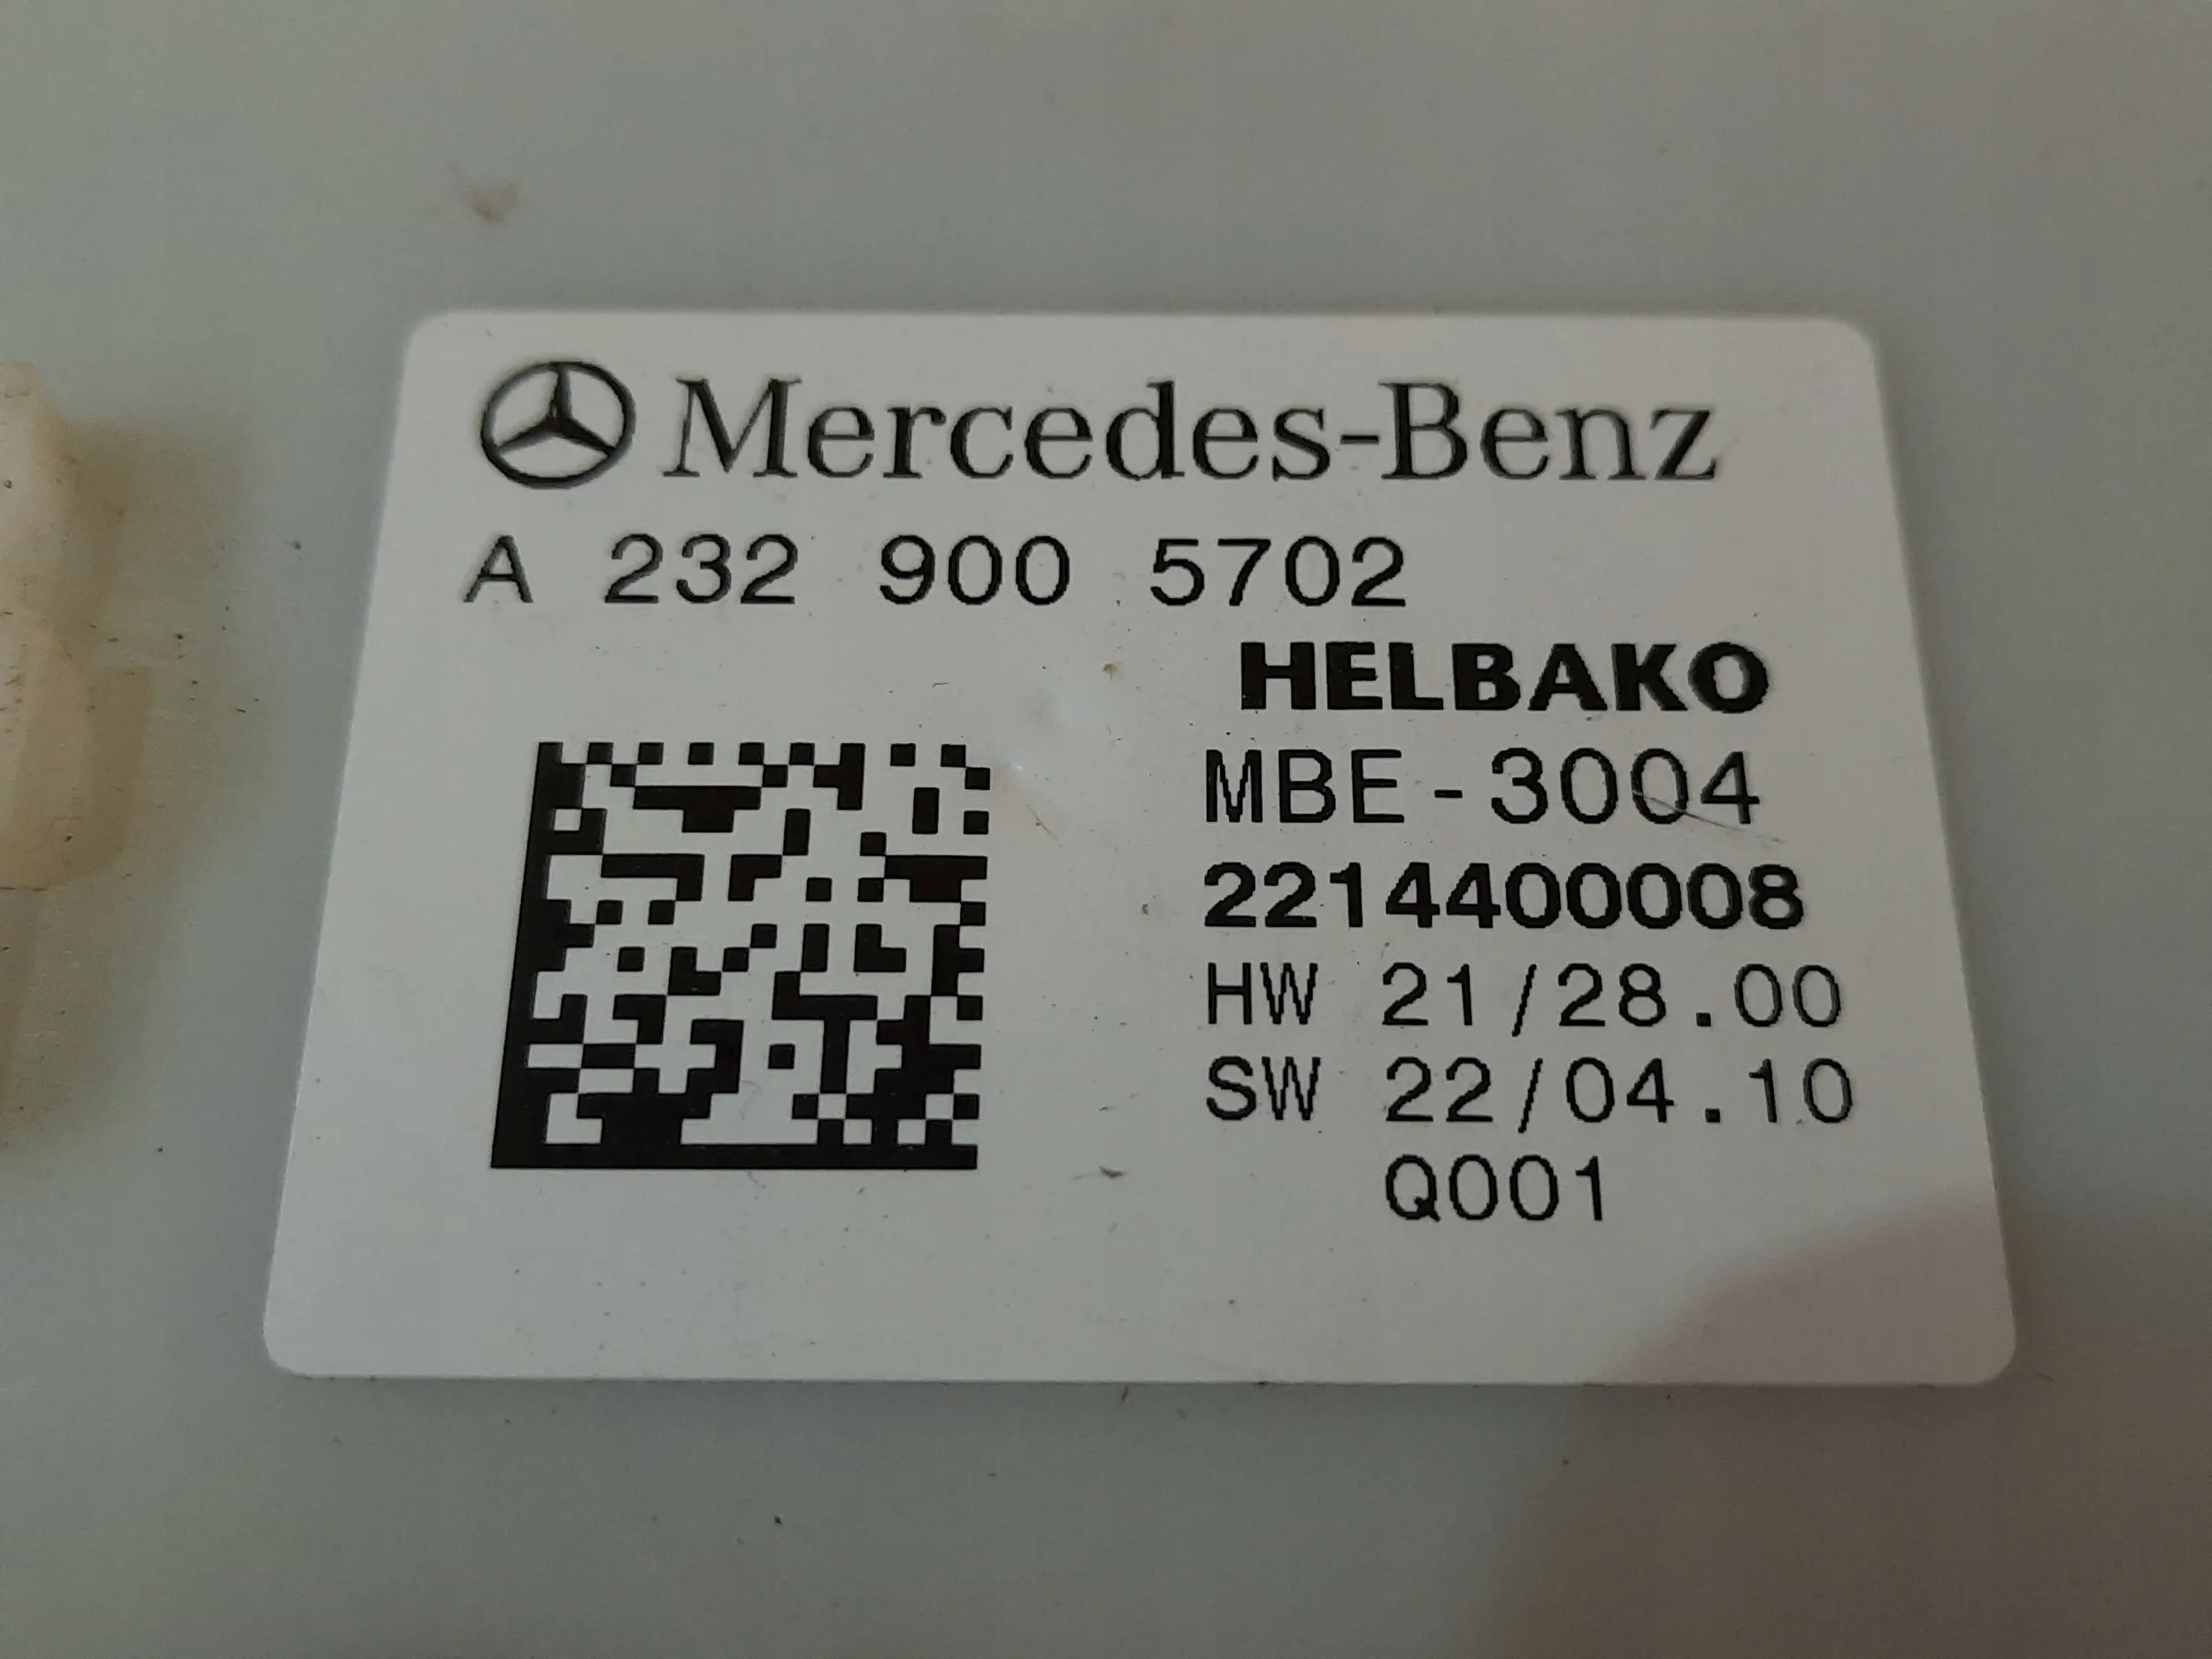 Mercedes-Benz
A 232 900 5702
HELBAKO
MBE-3004
2214400008
HW 21/28.00
SW 22/04.10
Q001